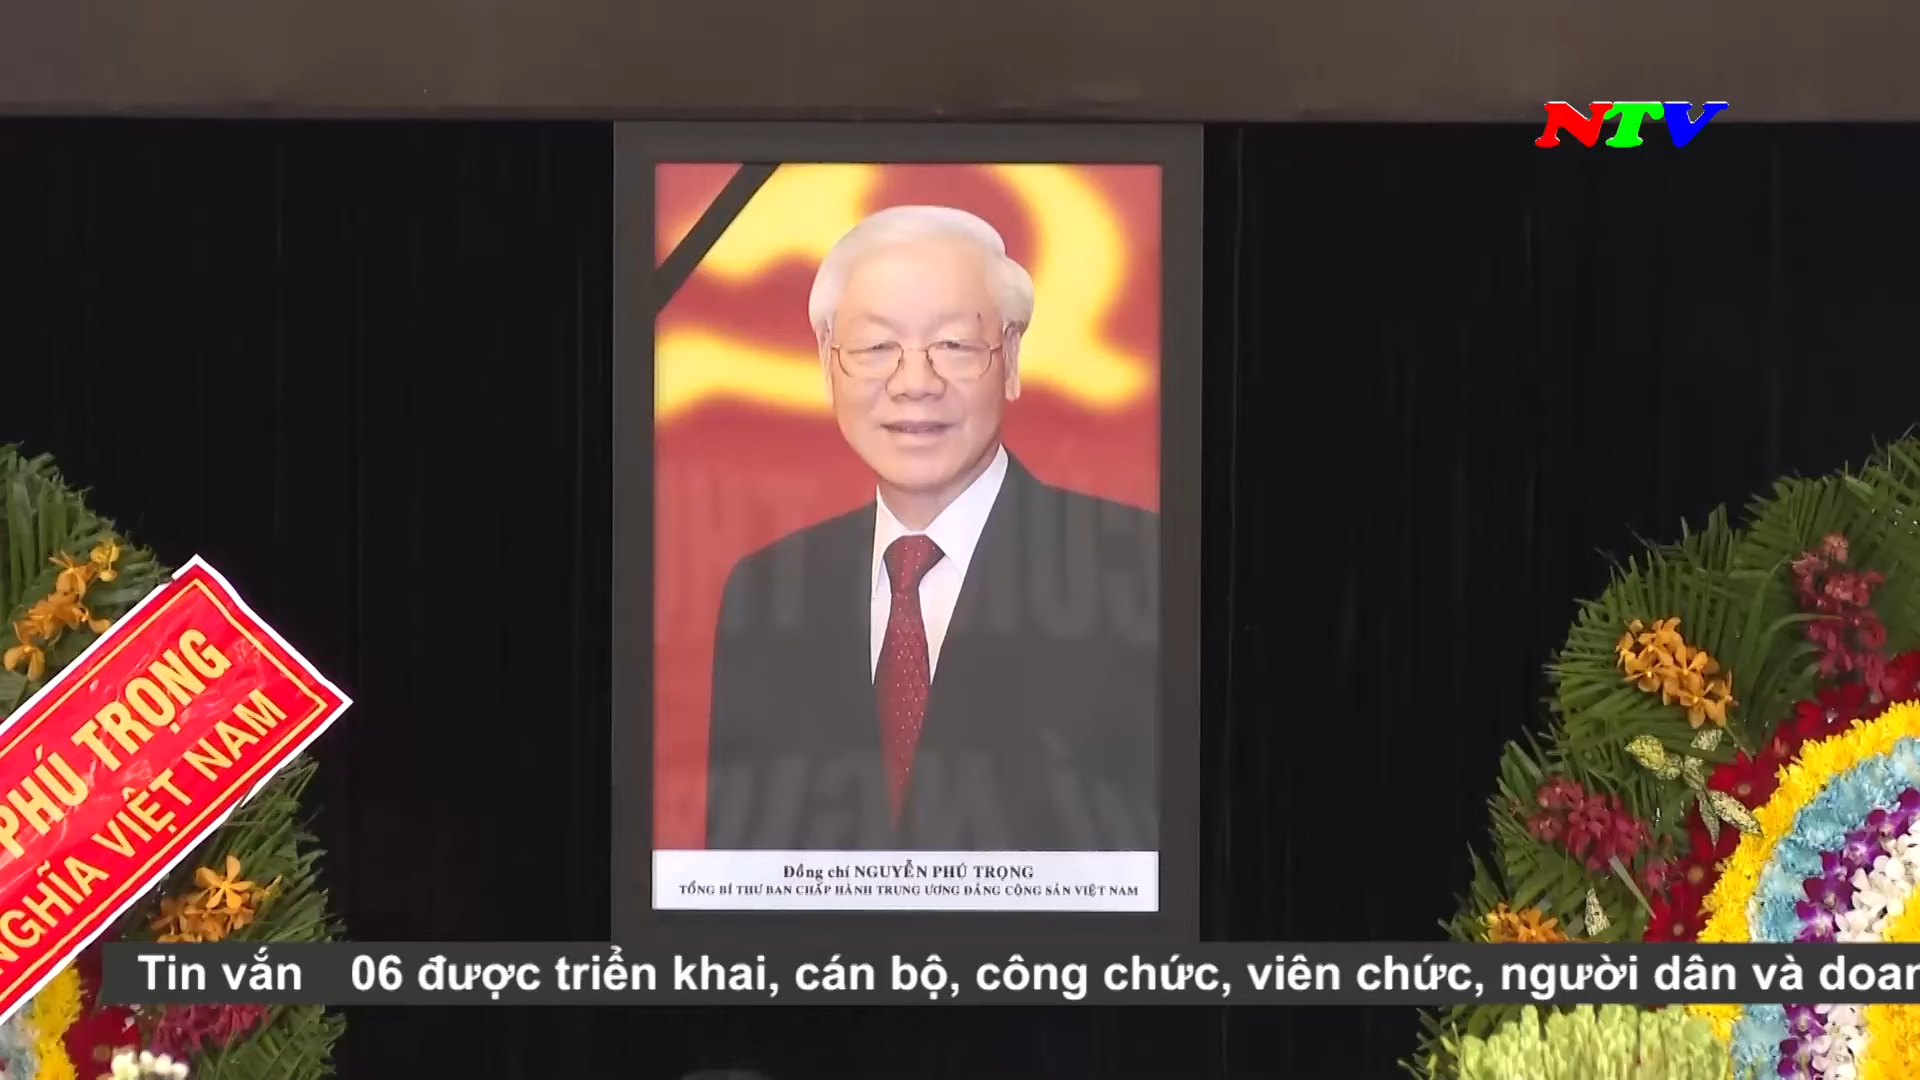 NTV
PHÚ TRỌNG
NGHĨA VIỆT NAM
Đồng chí NGUYỄN PHÚ TRỌNG
TỔNG BÍ THƯ BAN CHẤP HÀNH TRUNG ƯƠNG ĐẢNG CỘNG SẢN VIỆT NAM
Tin vắn 06 được triển khai, cán bộ, công chức, viên chức, người dân và doan